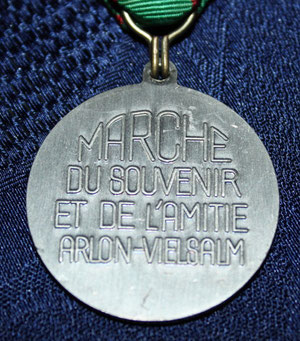 MARCHE
DU SOUVENIR
ET DE L'AMITIE
ARLON-VIELSALM